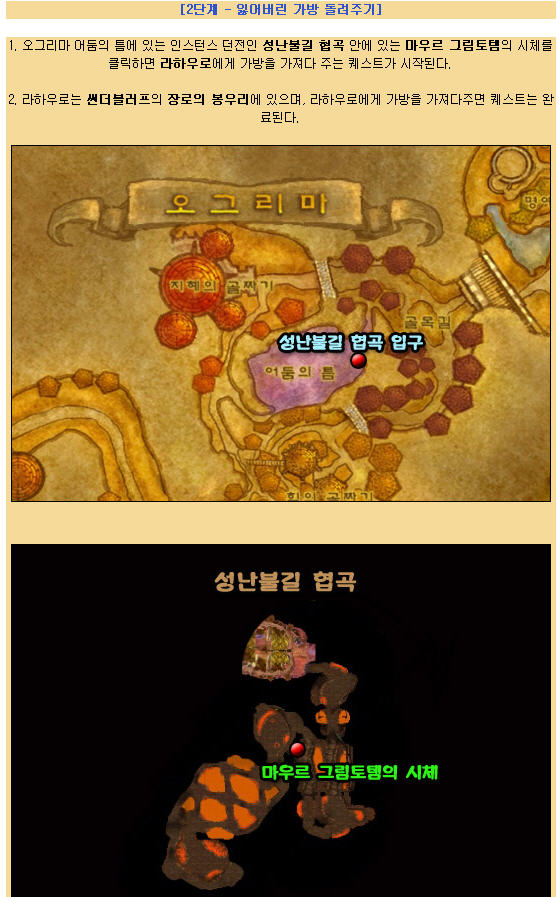 [2단계 - 잃어버린 가방 돌려주기]
1. 오그리마 어둠의 틈에 있는 인스턴스 던전인 성난불길 협곡 안에 있는 마우르 그림토템의 시체를
클릭하면 라하우로에게 가방을 가져다 주는 퀘스트가 시작된다.
2. 라하우로는 썬더블러프의 장로의 봉우리에 있으며, 라하우로에게 가방을 가져다주면 퀘스트는 완
료된다.
오그리마
지혜의 골짜기
골목길
성난불길 협곡 입구
어둠의 틈
힘의 골짜기
성난불길 협곡
마우르 그림토템의 시체